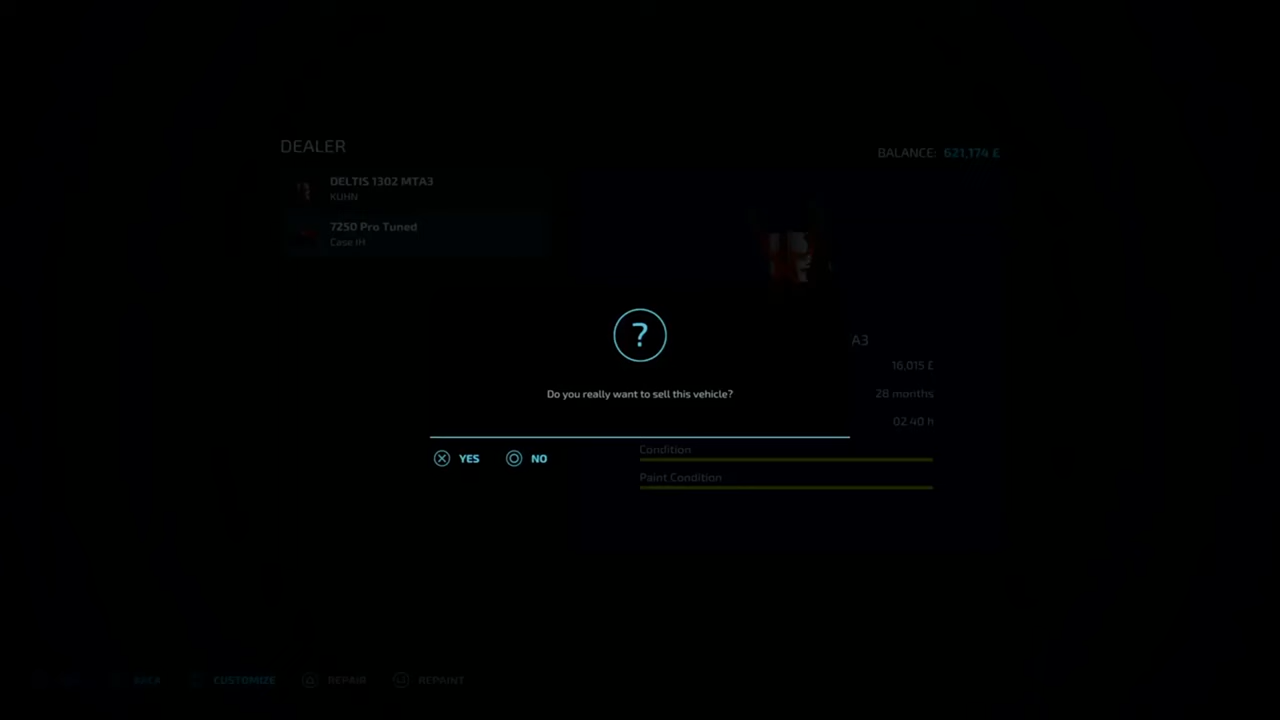 DEALER
BALANCE: 621,174 £
DELTIS 1302 MTA3
KUHN
7250 Pro Tuned
Case IH
?
A3
16,015 £
Do you really want to sell this vehicle?
28 months
02:40 h
YES
NO
Condition
Paint Condition
CUSTOMIZE
REPAIR
REPAINT